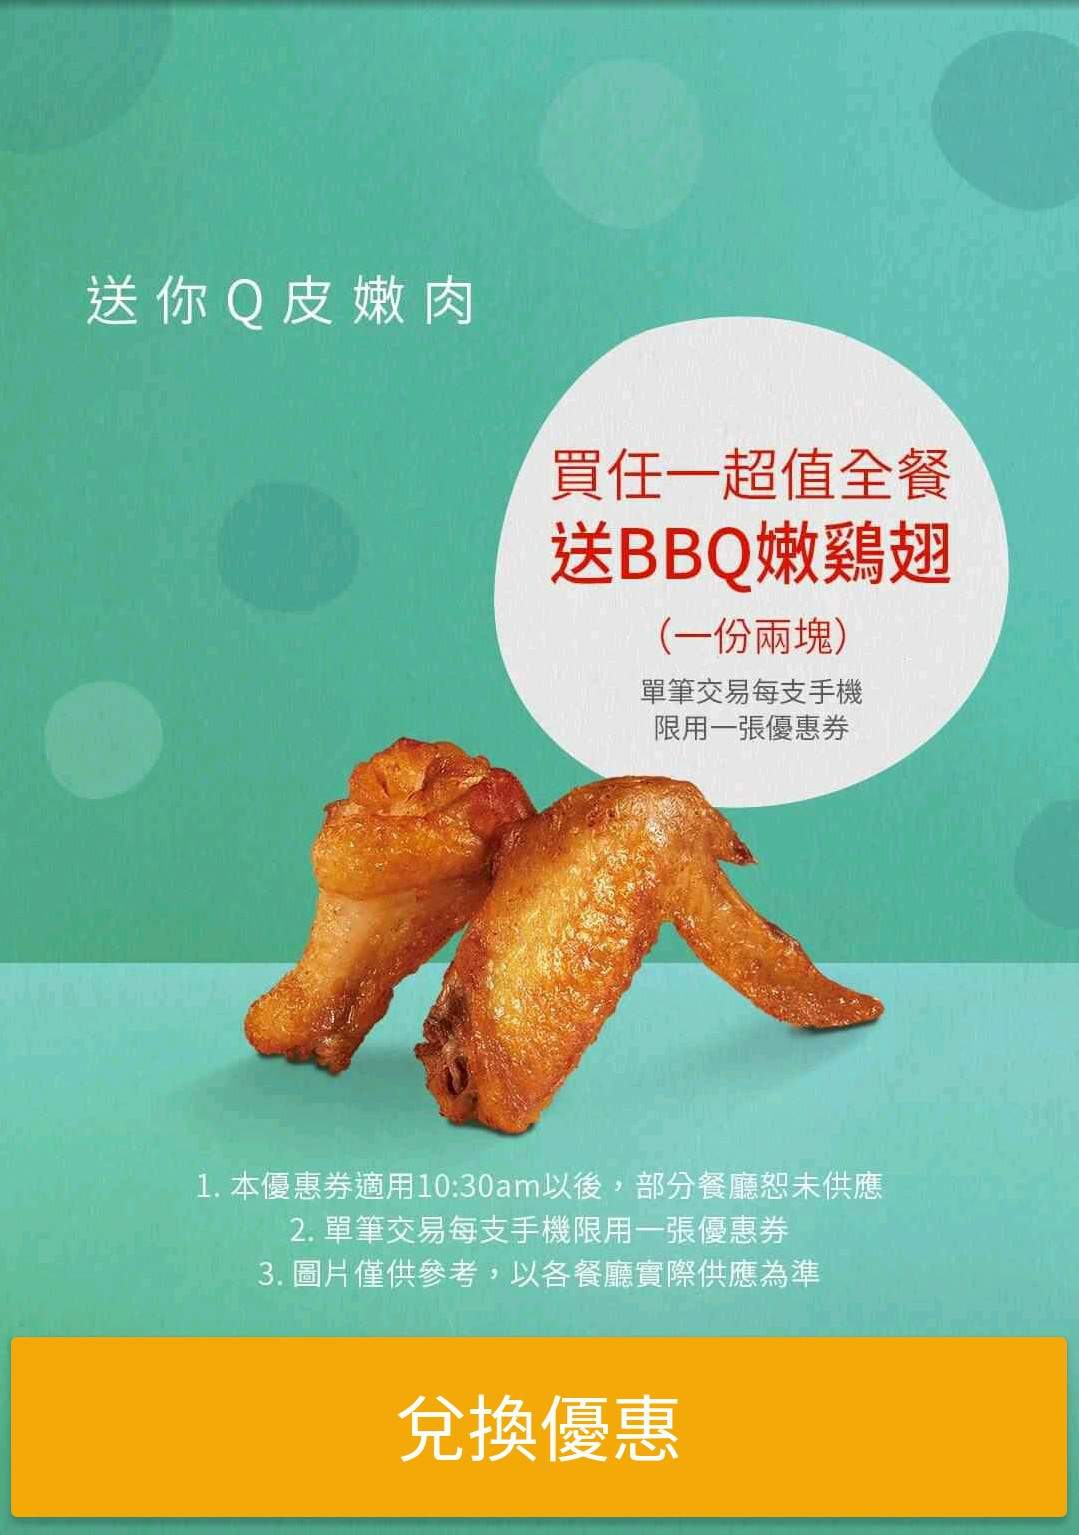 送你Q皮嫩肉
買任一超值全餐
送BBQ嫩鷄翅
（一份兩塊）
單筆交易每支手機
限用一張優惠券
1. 本優惠券適用10:30am以後，部分餐廳恕未供應
2. 單筆交易每支手機限用一張優惠券
3. 圖片僅供參考，以各餐廳實際供應為準
兌換優惠